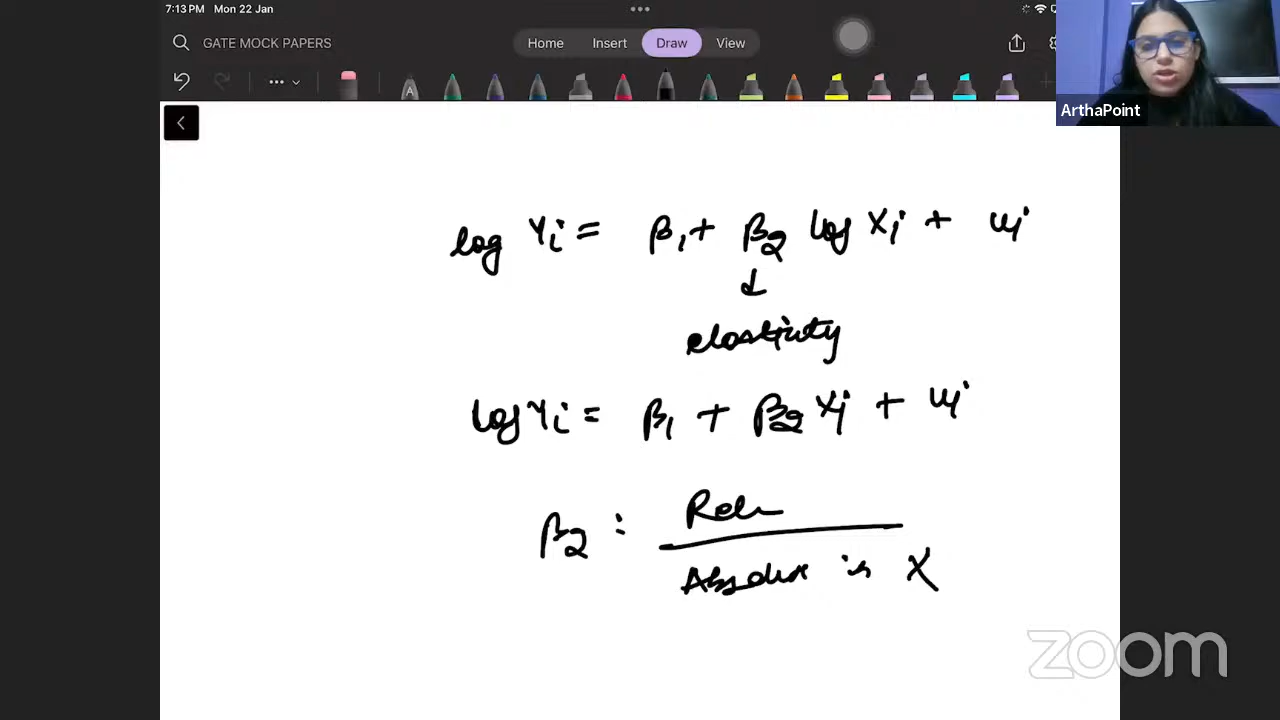 7:13 PM Mon 22 Jan
GATE MOCK PAPERS
Home Insert Draw View
A
ArthaPoint
log Yi = β1 + β2 log Xi + ui
↓
elasticity
log Yi = β1 + β2 Xi + ui
β2 : Rel
Absolute in X
zoom